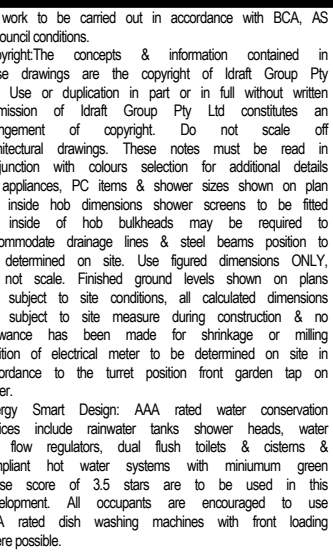 work to be carried out in accordance with BCA, AS
ouncil conditions.
pyright:The concepts & information contained in
se drawings are the copyright of Idraft Group Pty
Use or duplication in part or in full without written
mission of Idraft Group Pty Ltd constitutes an
ngement of copyright. Do not scale off
hitectural drawings. These notes must be read in
junction with colours selection for additional details
appliances, PC items & shower sizes shown on plan
inside hob dimensions shower screens to be fitted
inside of hob bulkheads may be required to
ommodate drainage lines & steel beams position to
determined on site. Use figured dimensions ONLY,
not scale. Finished ground levels shown on plans
subject to site conditions, all calculated dimensions
subject to site measure during construction & no
wance has been made for shrinkage or milling
ition of electrical meter to be determined on site in
ordance to the turret position front garden tap on
er.
ergy Smart Design: AAA rated water conservation
ices include rainwater tanks shower heads, water
flow regulators, dual flush toilets & cisterns &
mpliant hot water systems with miniumum green
se score of 3.5 stars are to be used in this
elopment. All occupants are encouraged to use
A rated dish washing machines with front loading
ere possible.